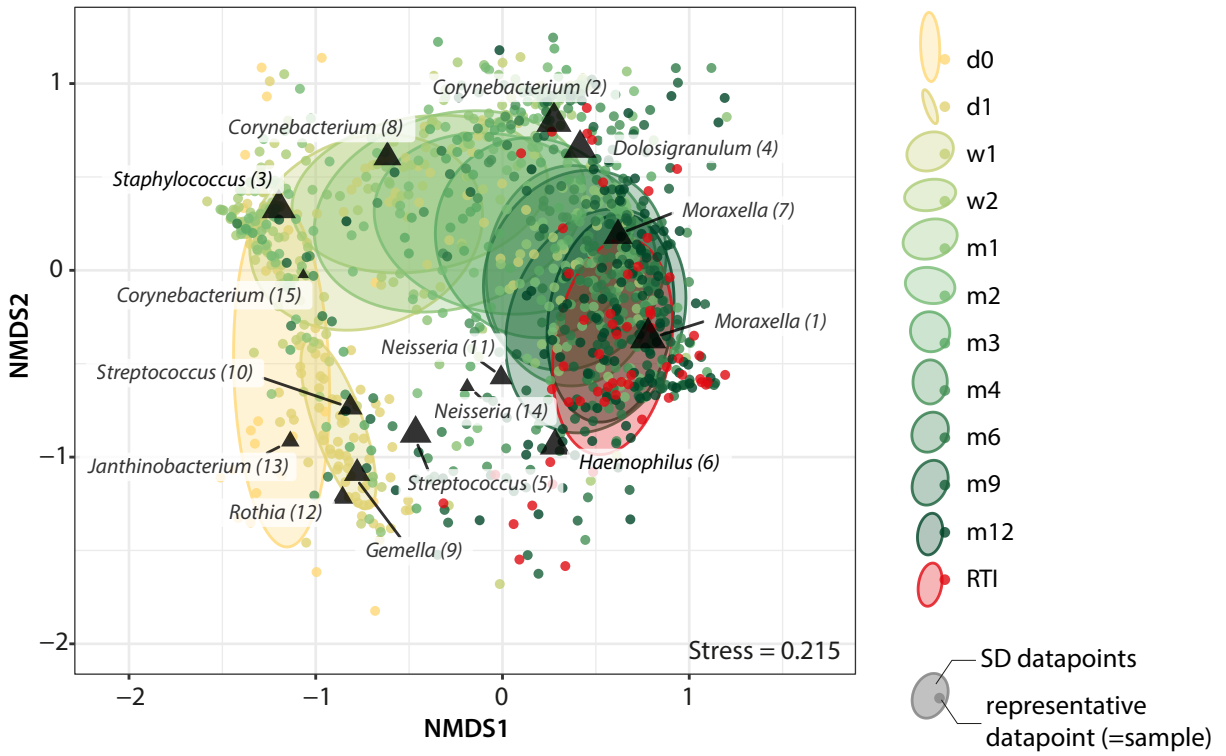 1
0
−1
−2
NMDS2
−2
−1
0
1
NMDS1
Corynebacterium (2)
Corynebacterium (8)
Dolosigranulum (4)
Staphylococcus (3)
Moraxella (7)
Corynebacterium (15)
Moraxella (1)
Neisseria (11)
Streptococcus (10)
Neisseria (14)
Janthinobacterium (13)
Haemophilus (6)
Streptococcus (5)
Rothia (12)
Gemella (9)
Stress = 0.215
d0
d1
w1
w2
m1
m2
m3
m4
m6
m9
m12
RTI
SD datapoints
representative
datapoint (=sample)